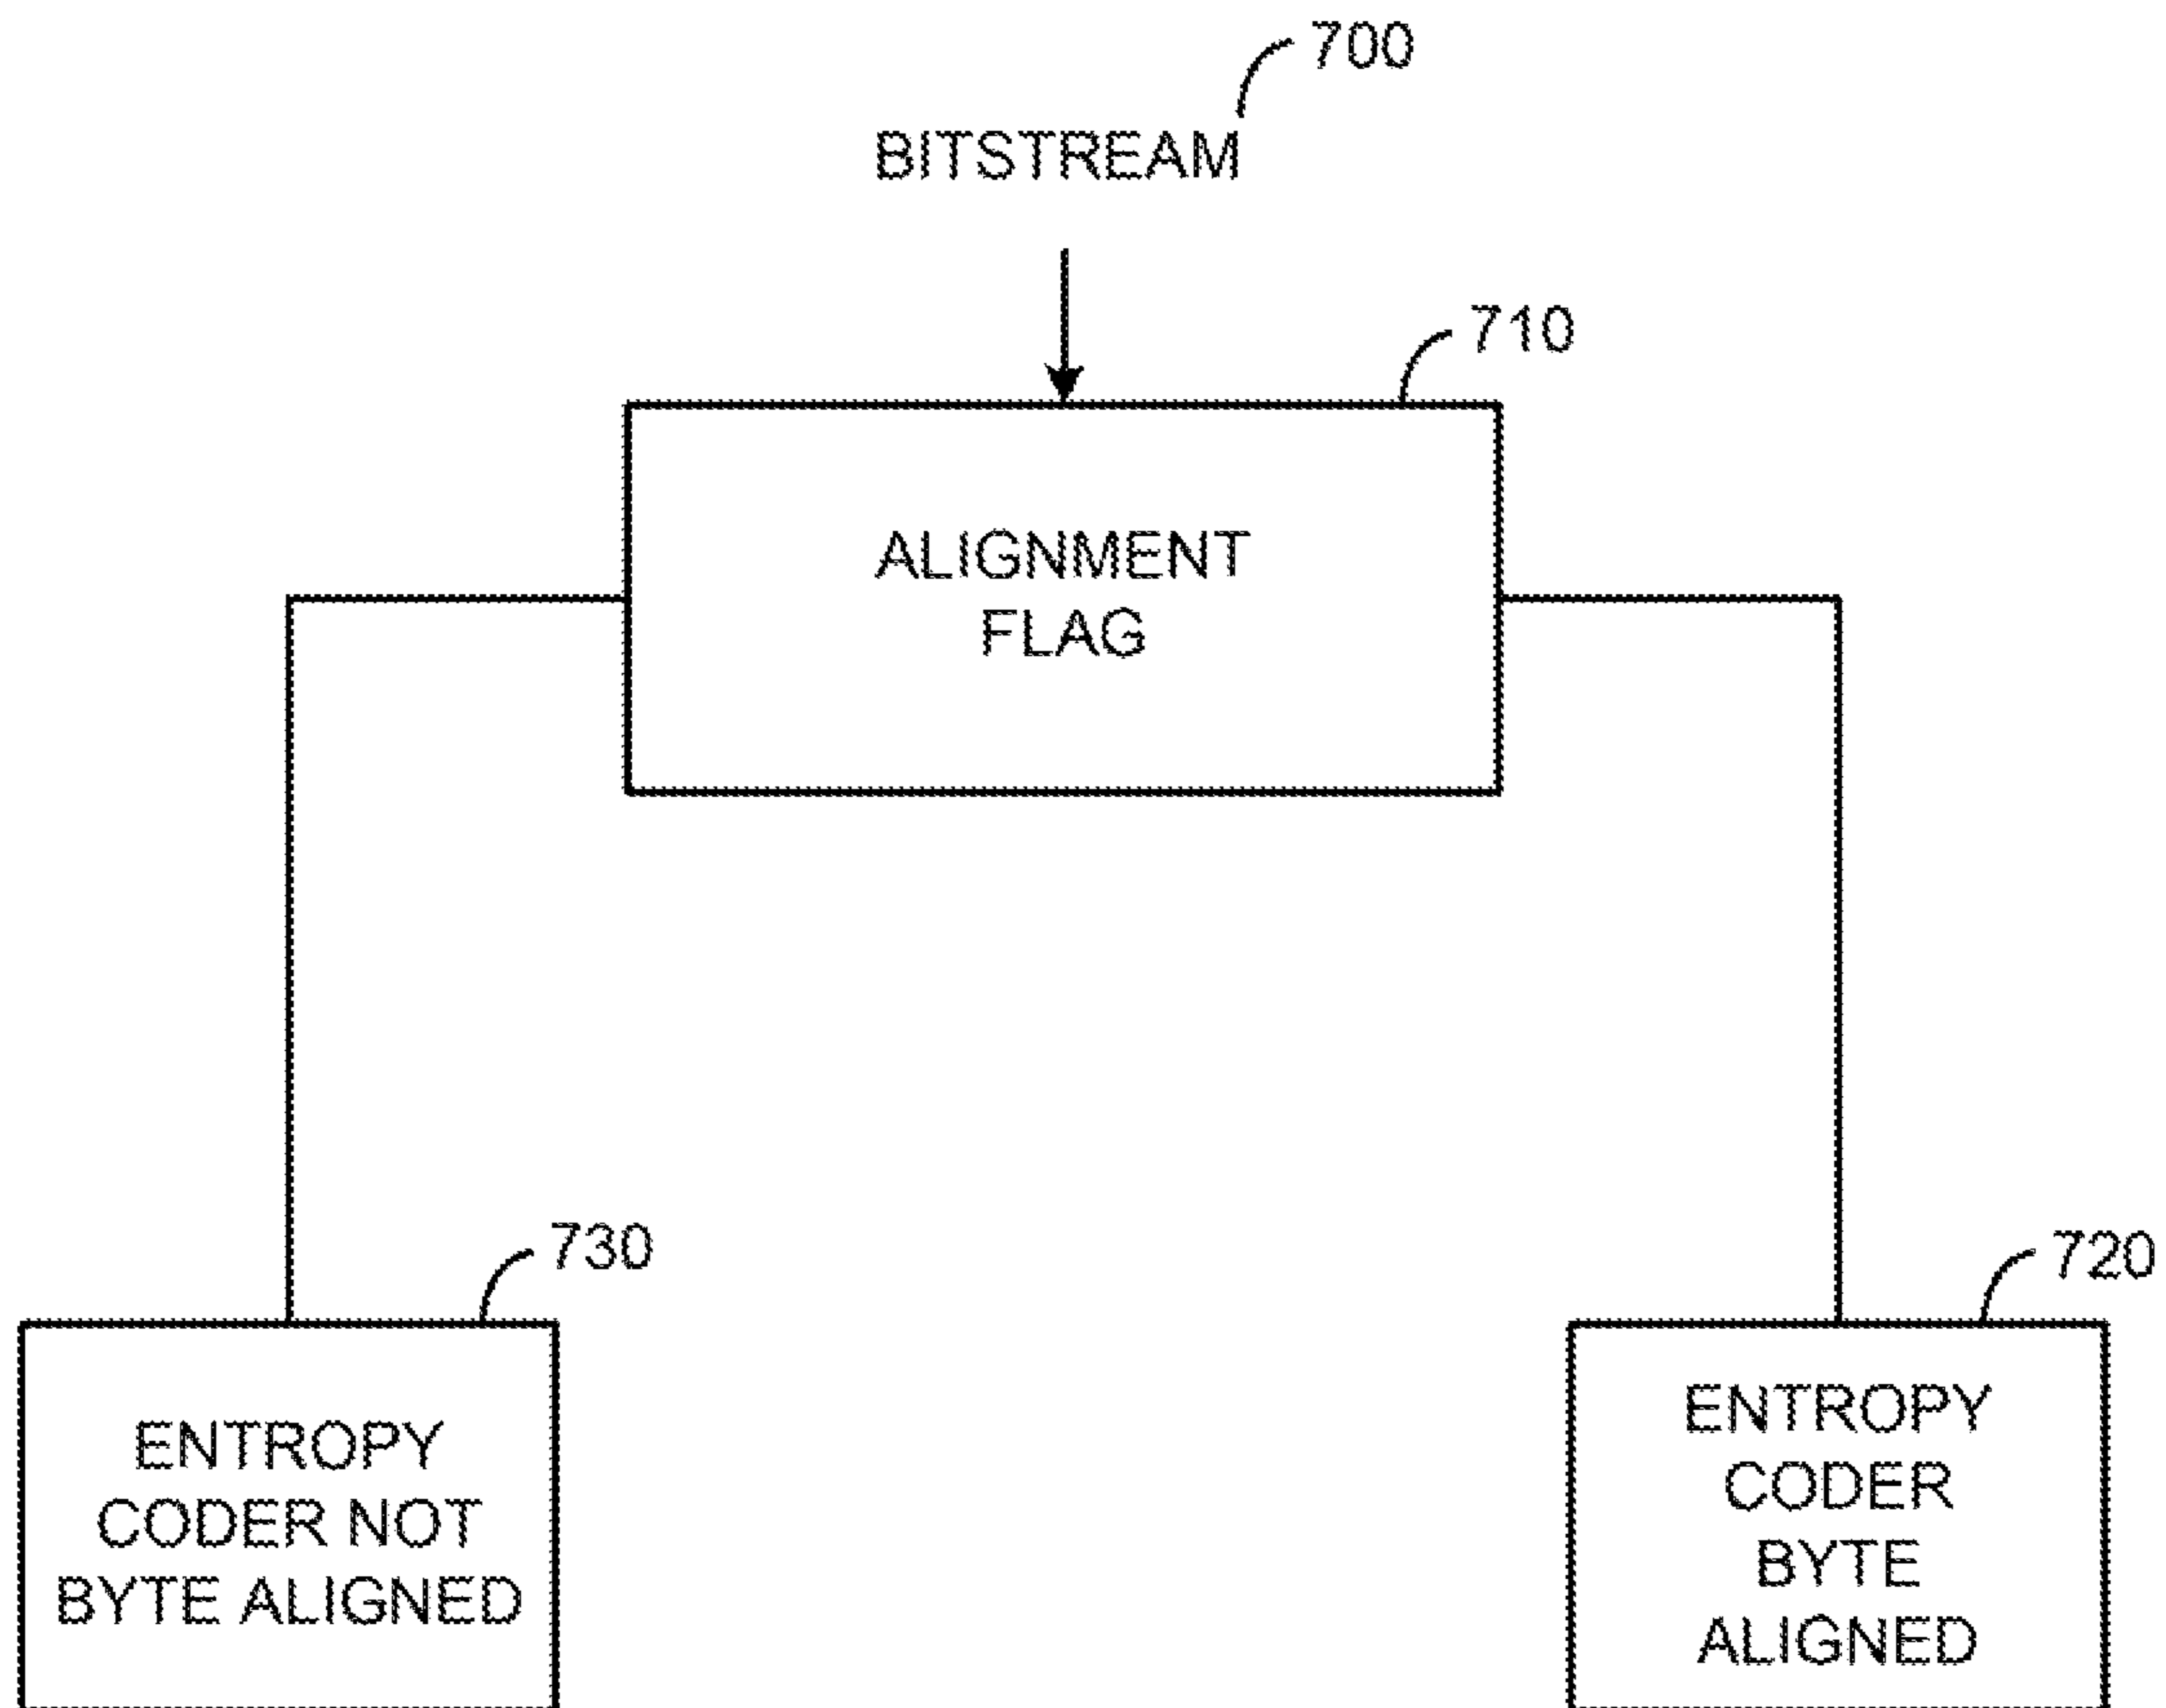 700
BITSTREAM
710
ALIGNMENT
FLAG
730
ENTROPY
CODER NOT
BYTE ALIGNED
720
ENTROPY
CODER
BYTE
ALIGNED